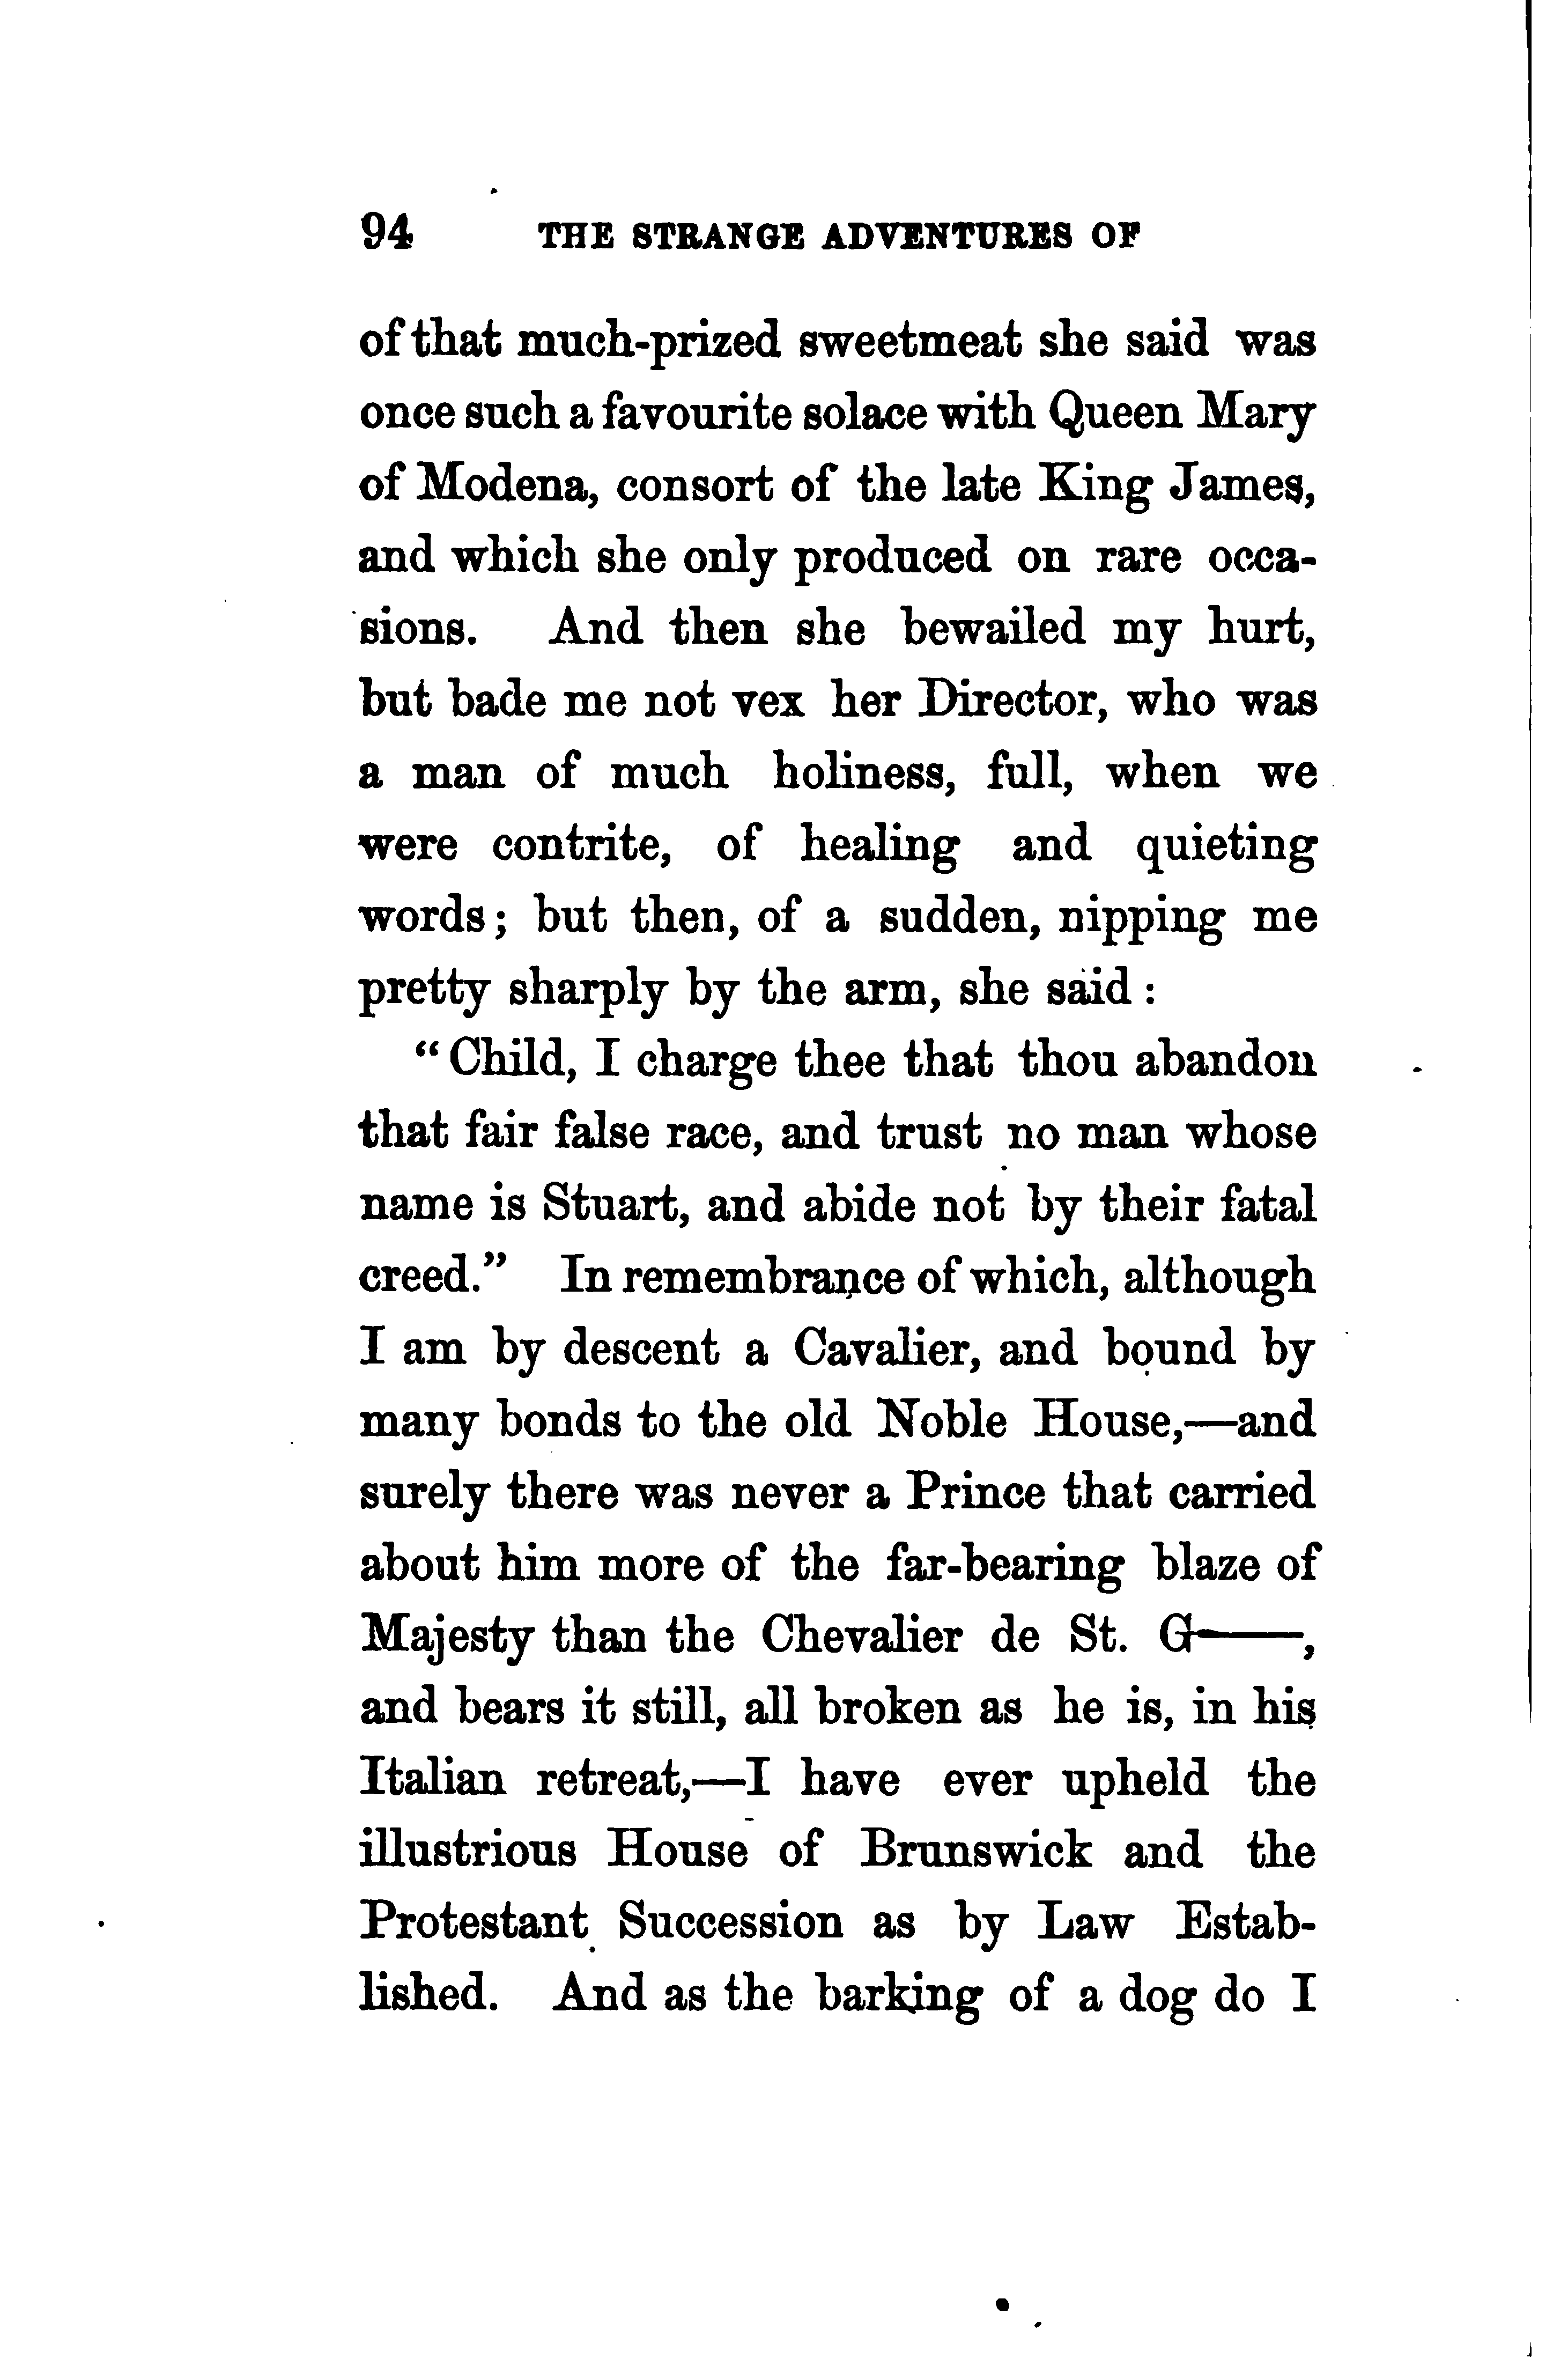 94 THE STRANGE ADVENTURES OF
of that much-prized sweetmeat she said was
once such a favourite solace with Queen Mary
of Modena, consort of the late King James,
and which she only produced on rare occa-
sions. And then she bewailed my hurt,
but bade me not vex her Director, who was
a man of much holiness, full, when we
were contrite, of healing and quieting
words; but then, of a sudden, nipping me
pretty sharply by the arm, she said:
“Child, I charge thee that thou abandon
that fair false race, and trust no man whose
name is Stuart, and abide not by their fatal
creed.” In remembrance of which, although
I am by descent a Cavalier, and bound by
many bonds to the old Noble House,—and
surely there was never a Prince that carried
about him more of the far-bearing blaze of
Majesty than the Chevalier de St. G——,
and bears it still, all broken as he is, in his
Italian retreat,—I have ever upheld the
illustrious House of Brunswick and the
Protestant Succession as by Law Estab-
lished. And as the barking of a dog do I